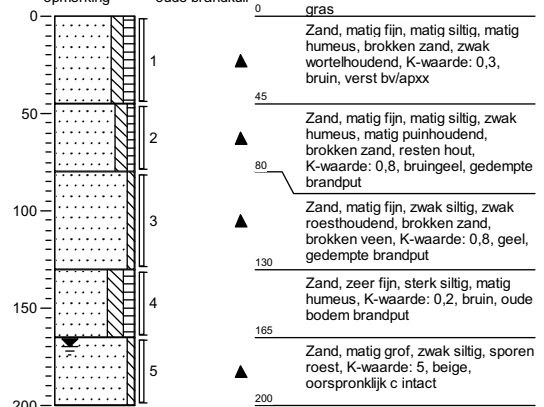 opmerking oude brandkuil
0 gras
0
Zand, matig fijn, matig siltig, matig
humeus, brokken zand, zwak
wortelhoudend, K-waarde: 0,3,
bruin, verst bv/apxx
1
45
50
Zand, matig fijn, matig siltig, zwak
humeus, matig puinhoudend,
brokken zand, resten hout,
K-waarde: 0,8, bruingeel, gedempte
brandput
2
80
100
Zand, matig fijn, zwak siltig, zwak
roesthoudend, brokken zand,
brokken veen, K-waarde: 0,8, geel,
gedempte brandput
3
130
150
Zand, zeer fijn, sterk siltig, matig
humeus, K-waarde: 0,2, bruin, oude
bodem brandput
4
165
Zand, matig grof, zwak siltig, sporen
roest, K-waarde: 5, beige,
oorspronklijk c intact
5
200
200